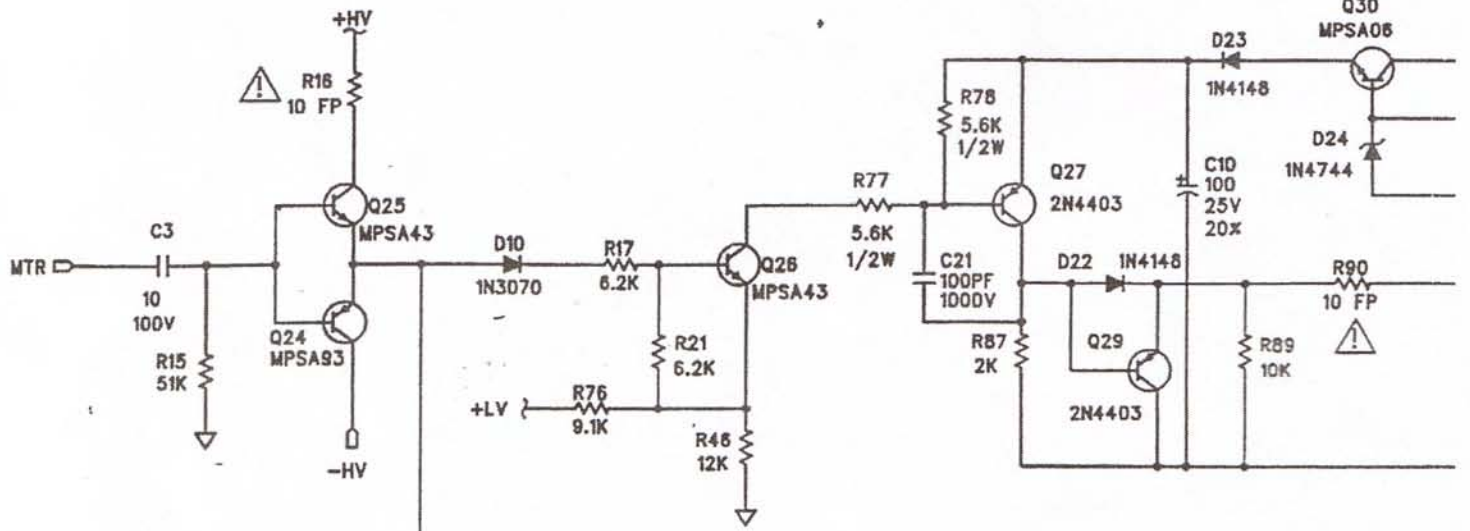 +HV
R16
10 FP
Q25
MPSA43
MTR
C3
10
100V
R15
51K
Q24
MPSA93
-HV
D10
1N3070
R17
6.2K
Q26
MPSA43
R21
6.2K
+LV
R76
9.1K
R46
12K
R77
5.6K
1/2W
R78
5.6K
1/2W
C21
100PF
1000V
Q27
2N4403
R87
2K
D22
1N4148
Q29
2N4403
C10
100
25V
20%
D23
1N4148
Q30
MPSA06
D24
1N4744
R89
10K
R90
10 FP
!
!
+